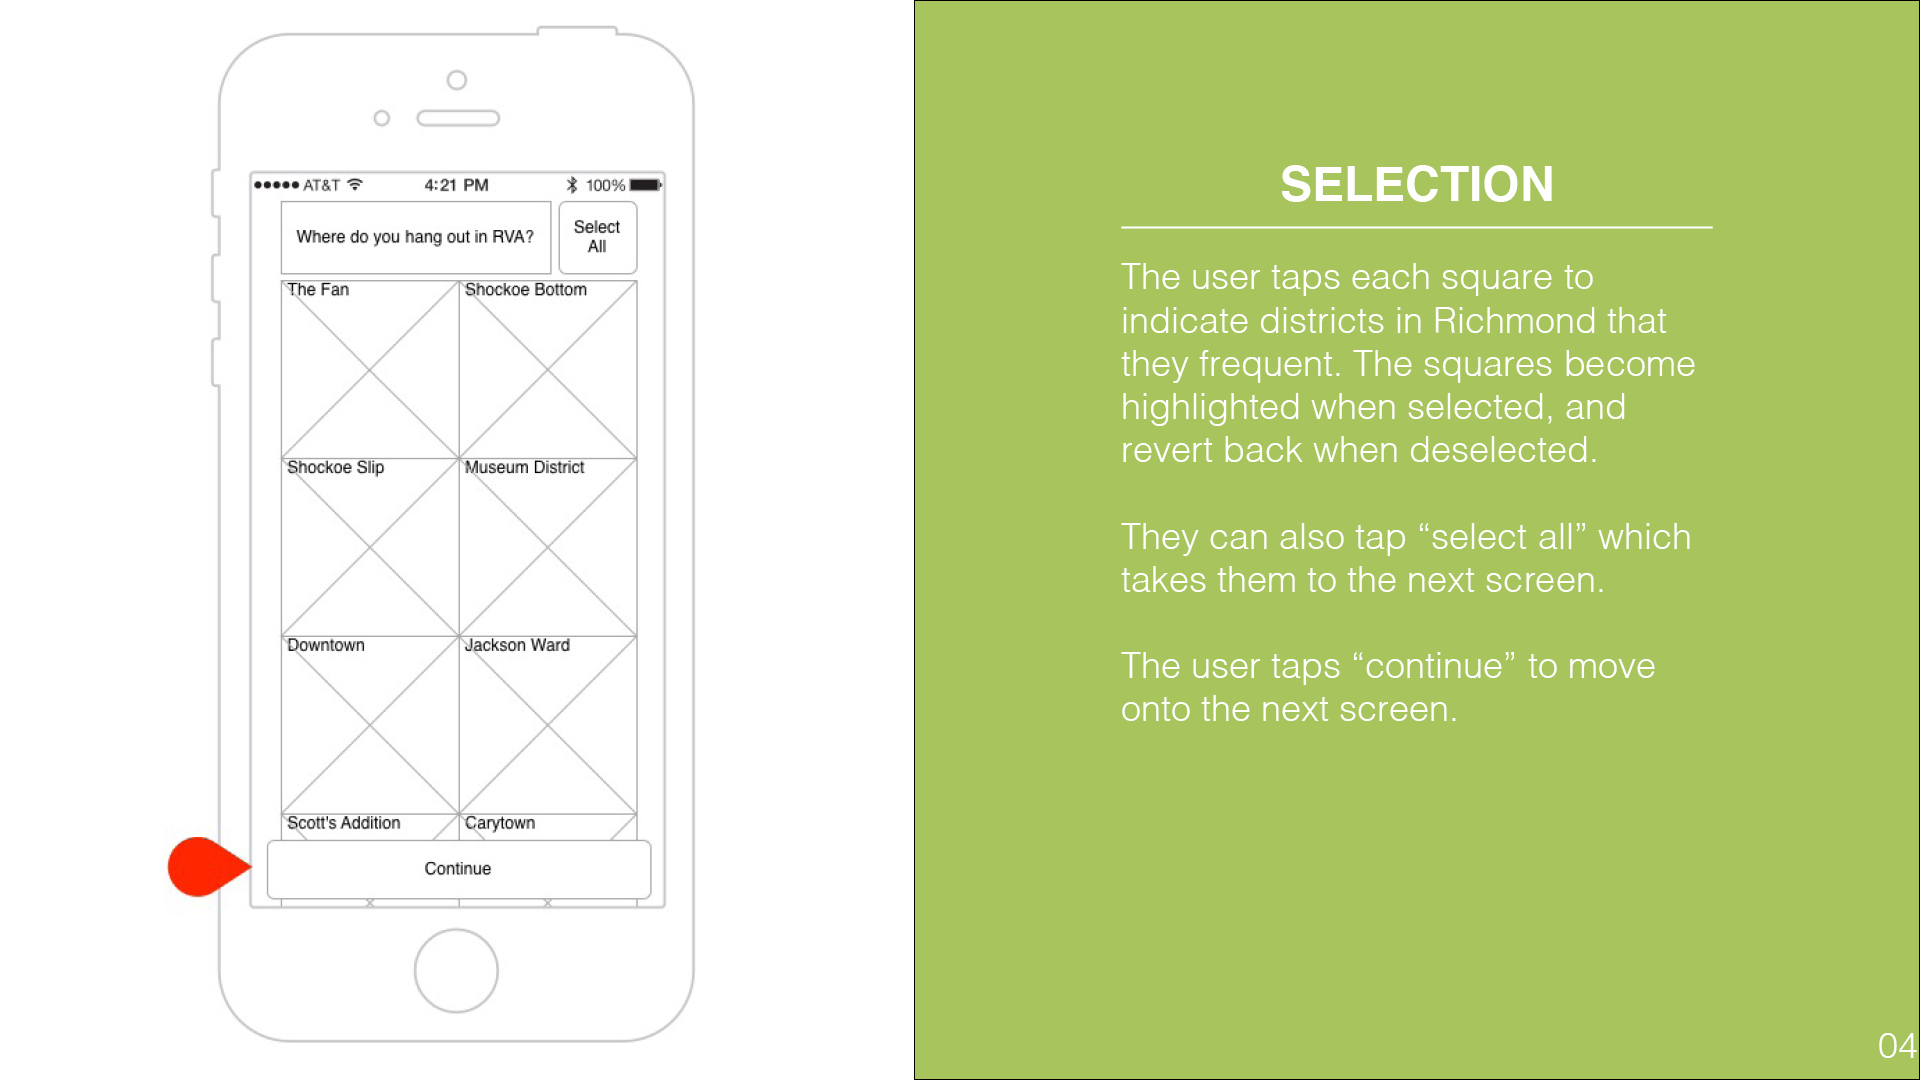 AT&T 4:21 PM 100%
Where do you hang out in RVA?
Select
All
The Fan
Shockoe Bottom
Shockoe Slip
Museum District
Downtown
Jackson Ward
Scott's Addition
Carytown
Continue
SELECTION
The user taps each square to
indicate districts in Richmond that
they frequent. The squares become
highlighted when selected, and
revert back when deselected.
They can also tap “select all” which
takes them to the next screen.
The user taps “continue” to move
onto the next screen.
04